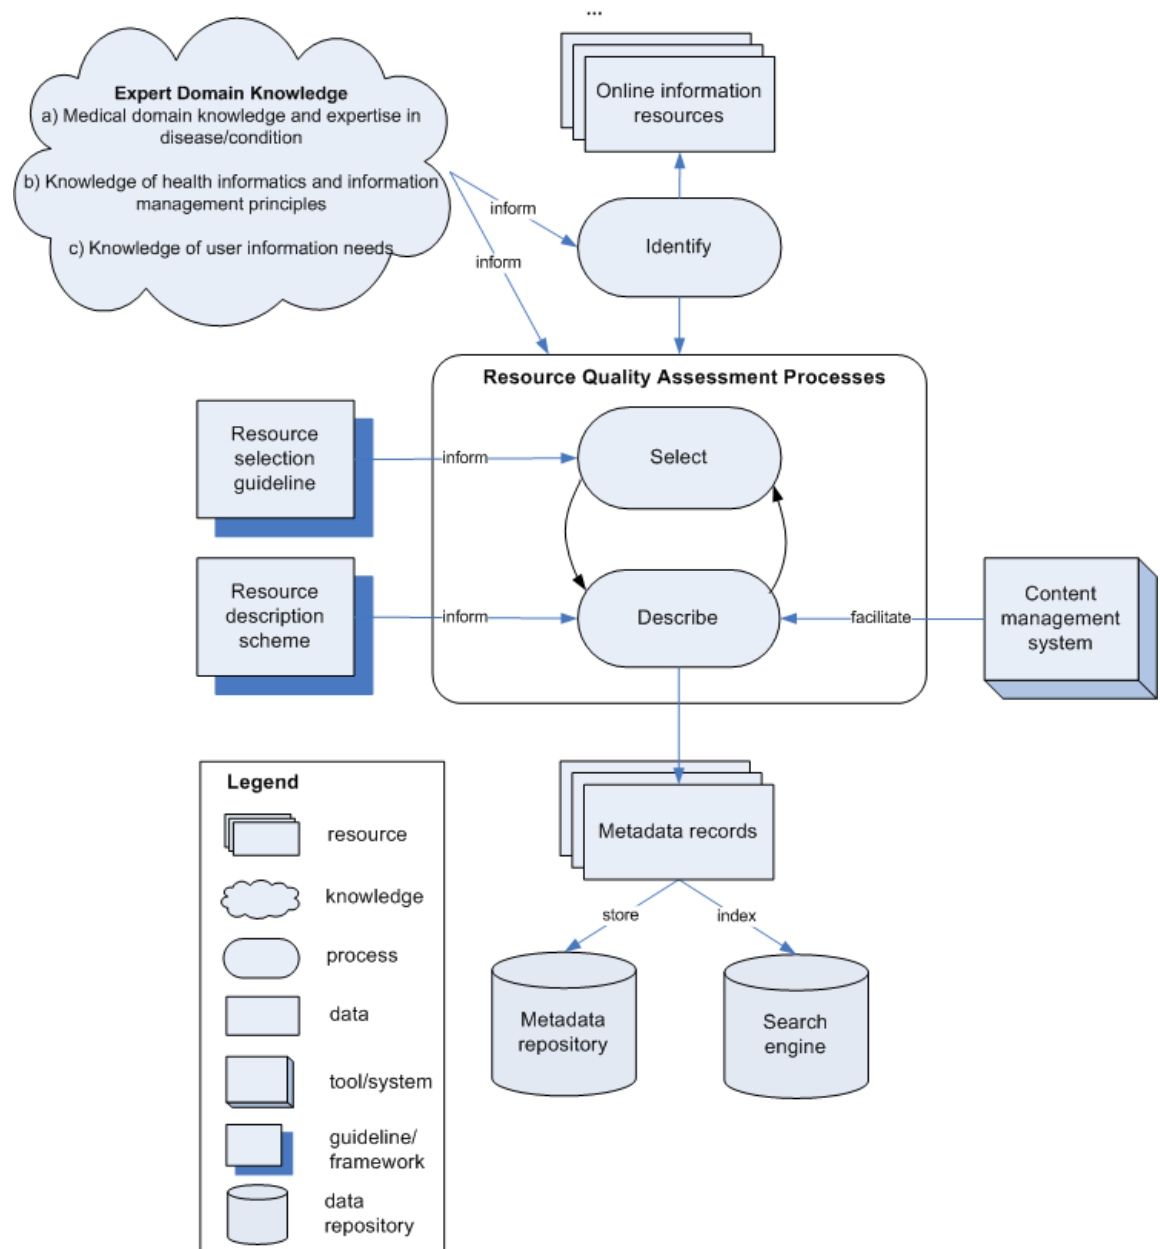 ...
Expert Domain Knowledge
a) Medical domain knowledge and expertise in
disease/condition
b) Knowledge of health informatics and information
management principles
c) Knowledge of user information needs
Online information
resources
inform
Identify
inform
Resource Quality Assessment Processes
Resource
selection
guideline
inform
Select
Resource
description
scheme
inform
Describe
facilitate
Content
management
system
Metadata records
store
index
Metadata
repository
Search
engine
Legend
resource
knowledge
process
data
tool/system
guideline/
framework
data
repository